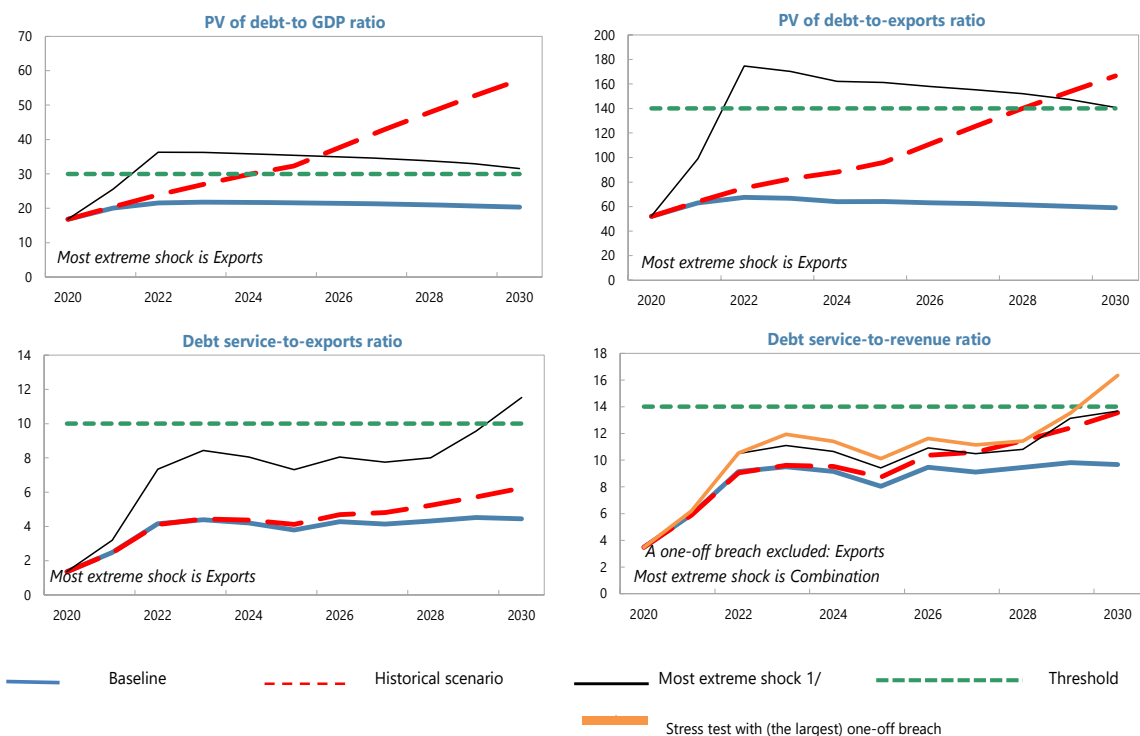 PV of debt-to GDP ratio
70
60
50
40
30
20
10
0
Most extreme shock is Exports
2020 2022 2024 2026 2028 2030
PV of debt-to-exports ratio
200
180
160
140
120
100
80
60
40
20
0
Most extreme shock is Exports
2020 2022 2024 2026 2028 2030
Debt service-to-exports ratio
14
12
10
8
6
4
2
0
Most extreme shock is Exports
2020 2022 2024 2026 2028 2030
Debt service-to-revenue ratio
18
16
14
12
10
8
6
4
2
0
A one-off breach excluded: Exports
Most extreme shock is Combination
2020 2022 2024 2026 2028 2030
Baseline Historical scenario Most extreme shock 1/ Threshold
Stress test with (the largest) one-off breach